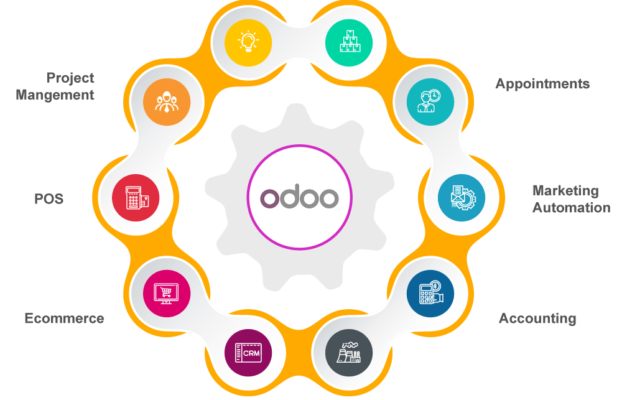 Project
Mangement
Appointments
odoo
POS
Marketing
Automation
Ecommerce
Accounting
CRM